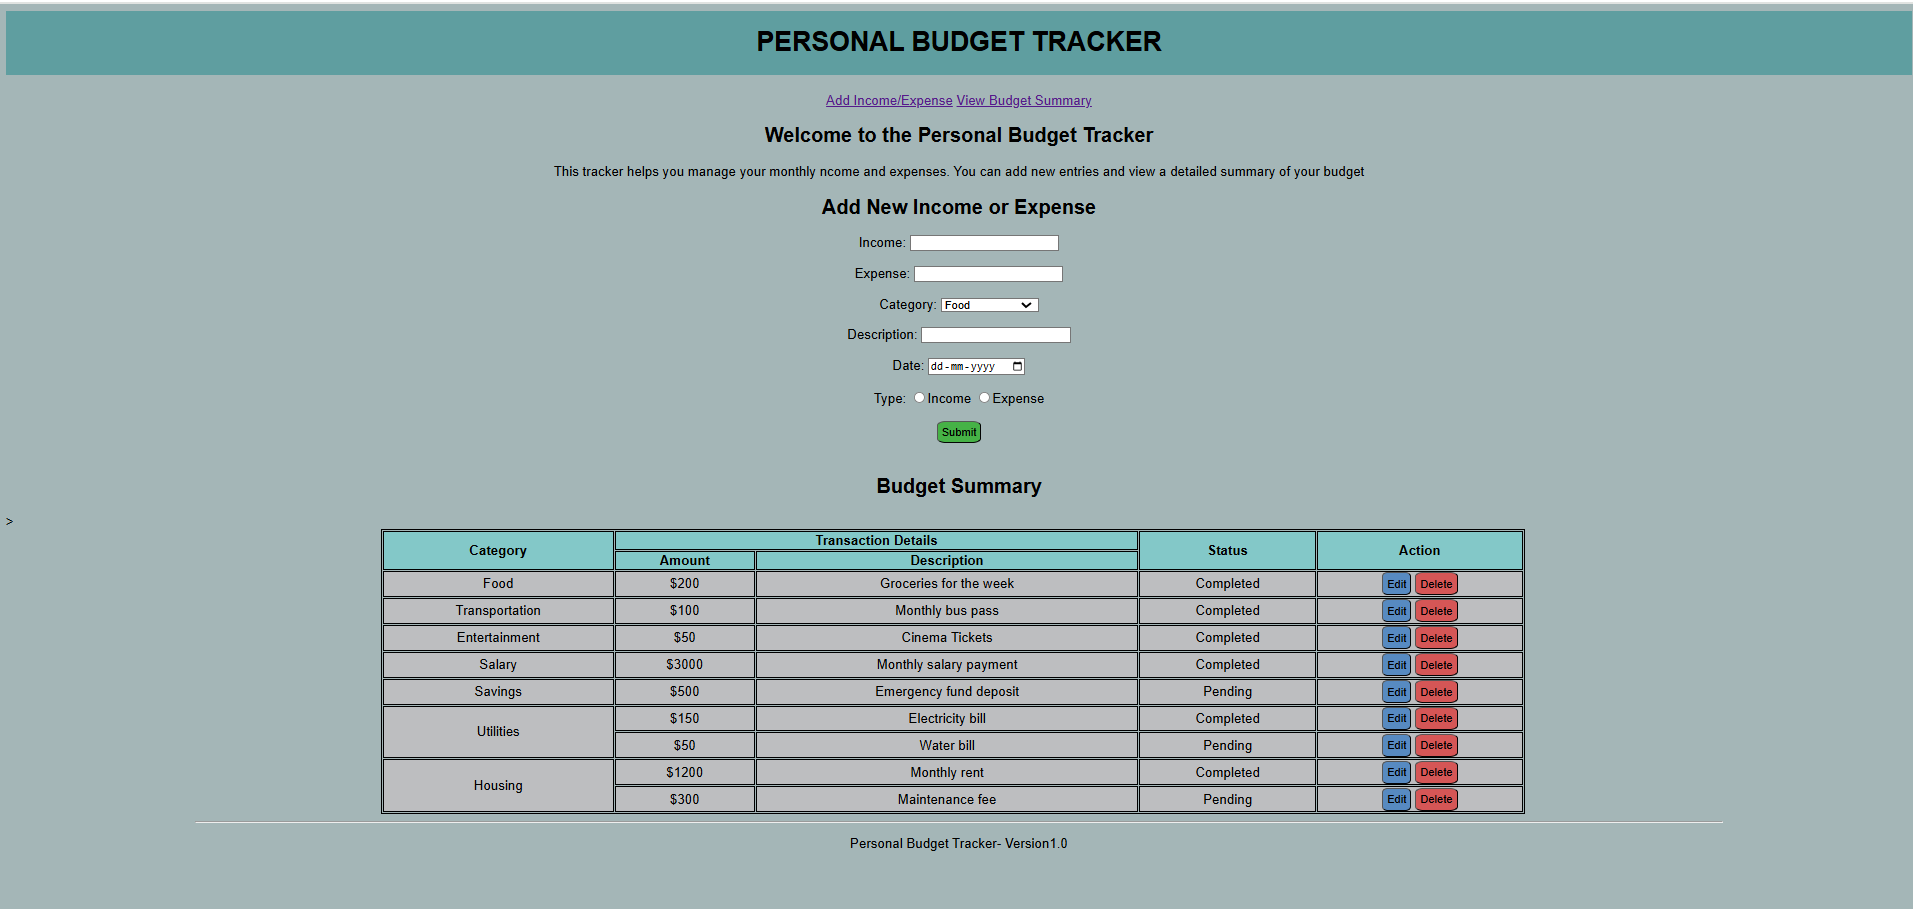 PERSONAL BUDGET TRACKER
Add Income/Expense View Budget Summary
Welcome to the Personal Budget Tracker
This tracker helps you manage your monthly ncome and expenses. You can add new entries and view a detailed summary of your budget
Add New Income or Expense
Income:
Expense:
Category: Food
Description:
Date: dd-mm-yyyy
Type: Income Expense
Submit
Budget Summary
>
Category Transaction Details Status Action
Amount Description
Food $200 Groceries for the week Completed Edit Delete
Transportation $100 Monthly bus pass Completed Edit Delete
Entertainment $50 Cinema Tickets Completed Edit Delete
Salary $3000 Monthly salary payment Completed Edit Delete
Savings $500 Emergency fund deposit Pending Edit Delete
Utilities $150 Electricity bill Completed Edit Delete
$50 Water bill Pending Edit Delete
Housing $1200 Monthly rent Completed Edit Delete
$300 Maintenance fee Pending Edit Delete
Personal Budget Tracker- Version1.0